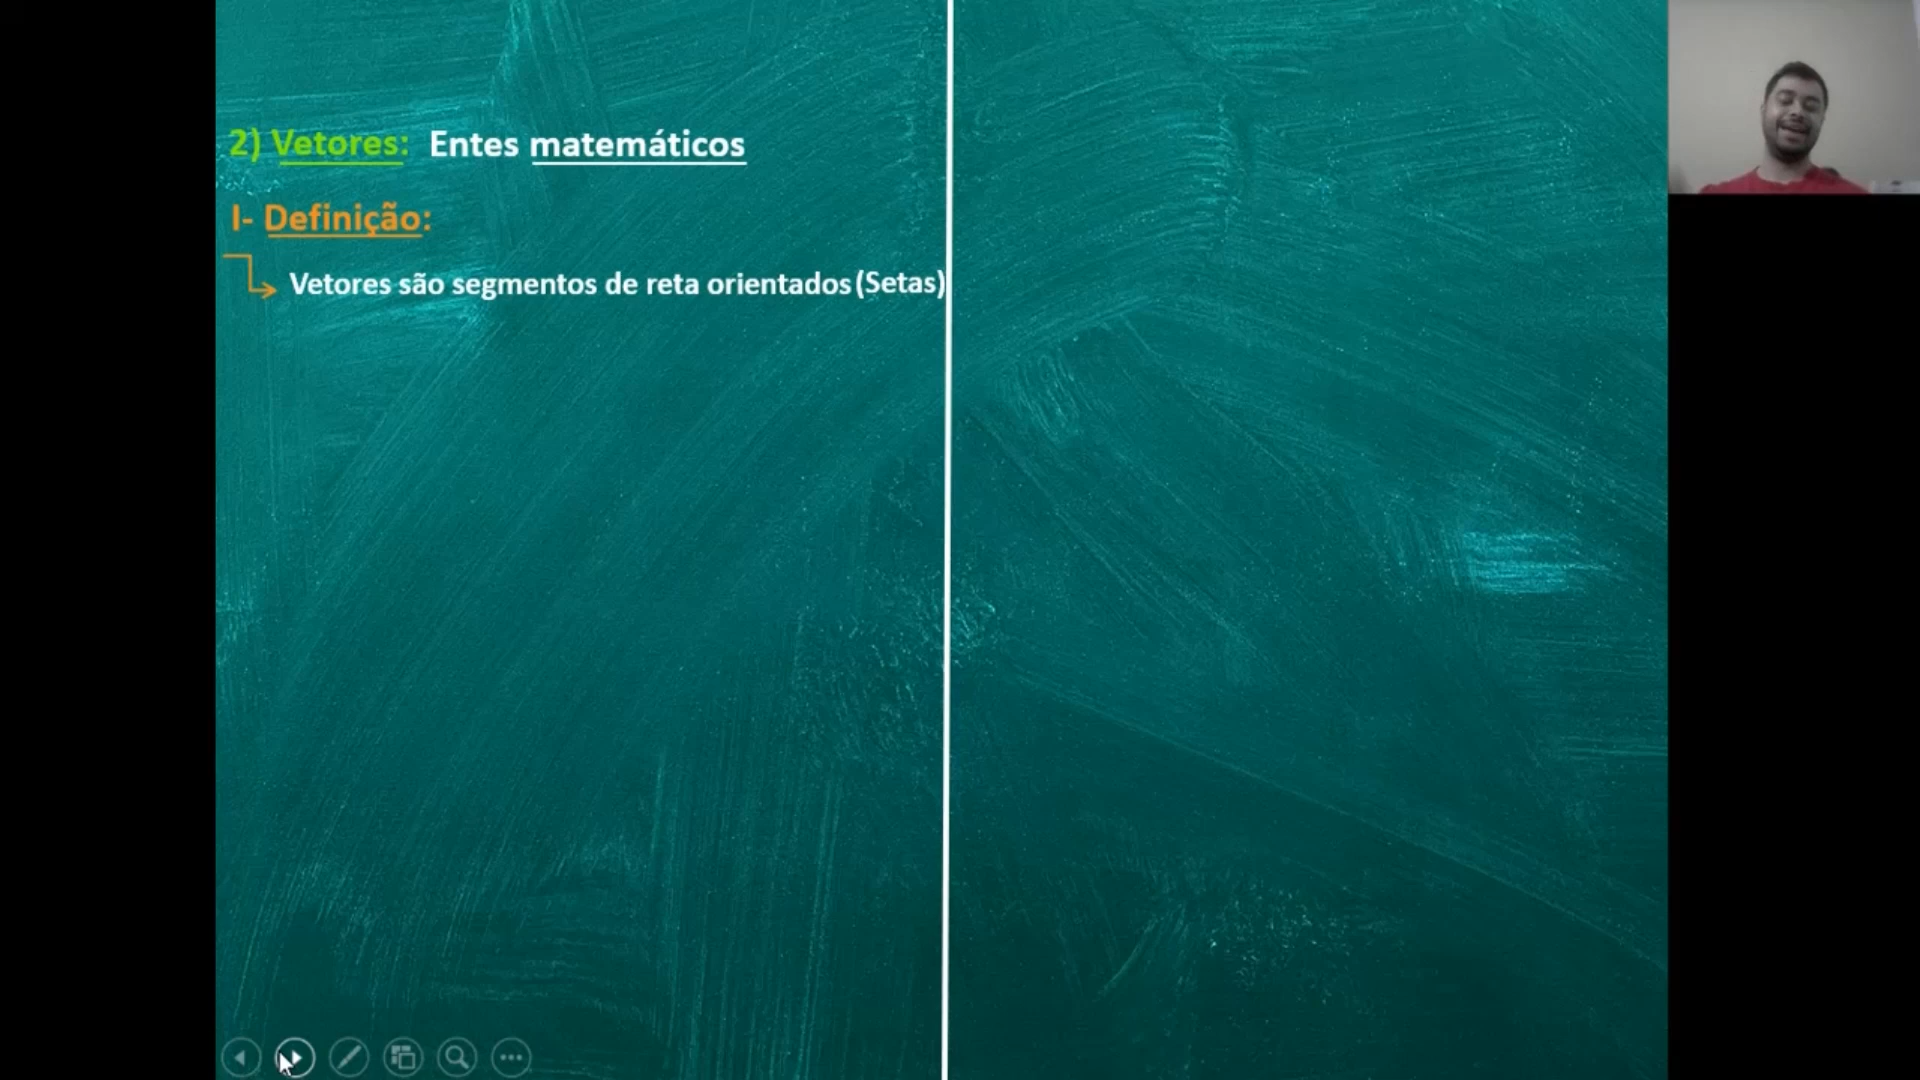 2) Vetores: Entes matemáticos
I- Definição:
Vetores são segmentos de reta orientados (Setas)